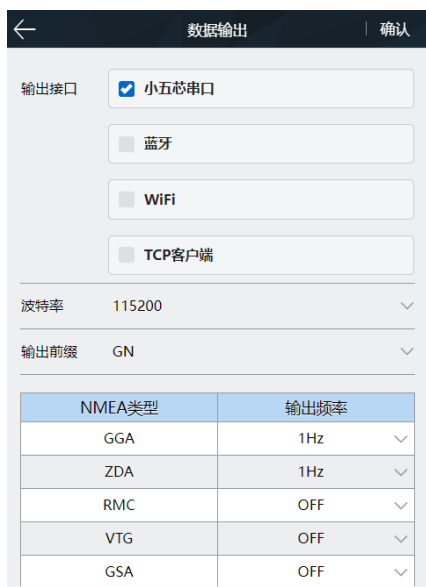 数据输出 确认
输出接口 小五芯串口
蓝牙
WiFi
TCP客户端
波特率 115200
输出前缀 GN
NMEA类型 输出频率
GGA 1Hz
ZDA 1Hz
RMC OFF
VTG OFF
GSA OFF